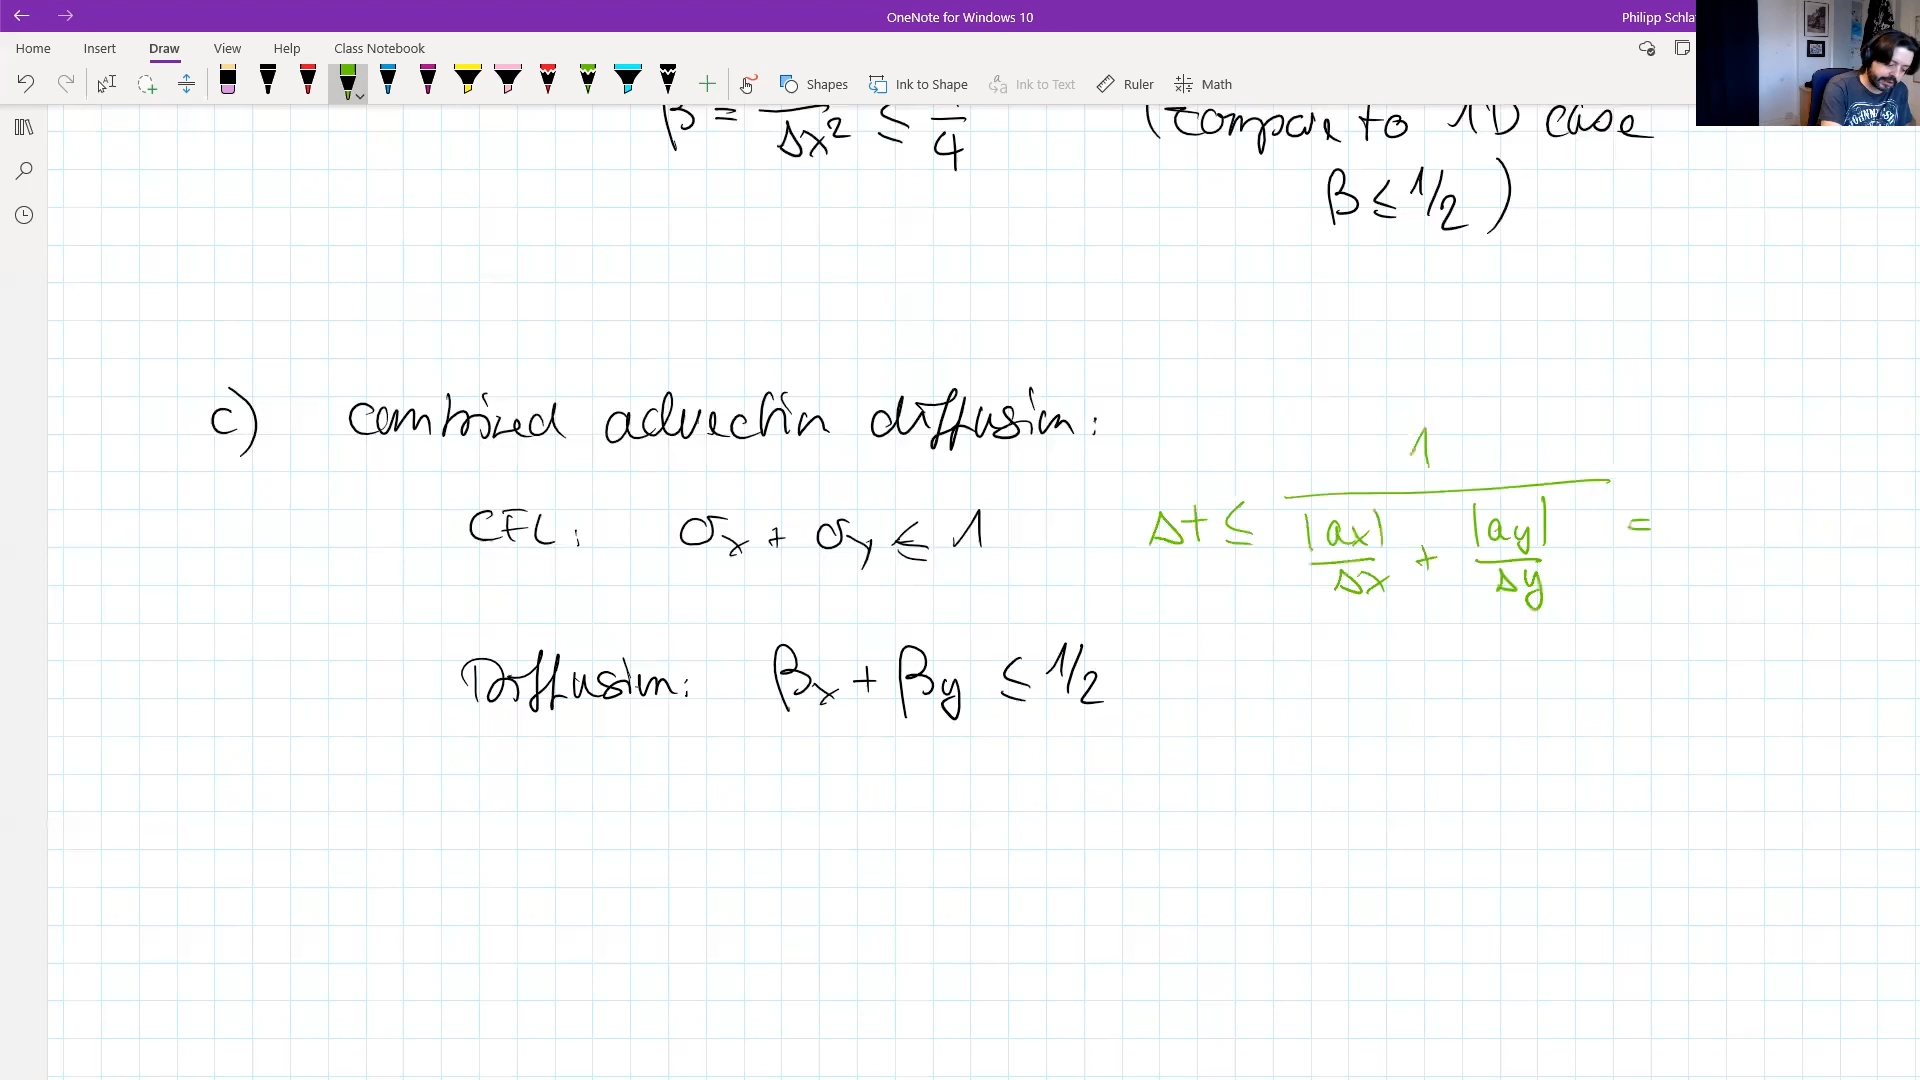 OneNote for Windows 10
Philipp Schla
Home Insert Draw View Help Class Notebook
Shapes Ink to Shape Ink to Text Ruler Math
β = Δx² ≤ 4 (compare to 1D case
β ≤ 1/2)
c) combined advection diffusion:
CFL: σx + σy ≤ 1 Δt ≤ 1 / (|ax|/Δx + |ay|/Δy) =
Diffusion: βx + βy ≤ 1/2